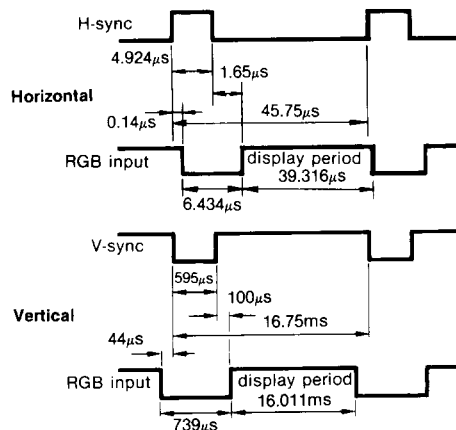 H-sync
4.924μs
1.65μs
Horizontal
45.75μs
0.14μs
RGB input
display period
39.316μs
6.434μs
V-sync
595μs
100μs
Vertical
16.75ms
44μs
RGB input
display period
16.011ms
739μs